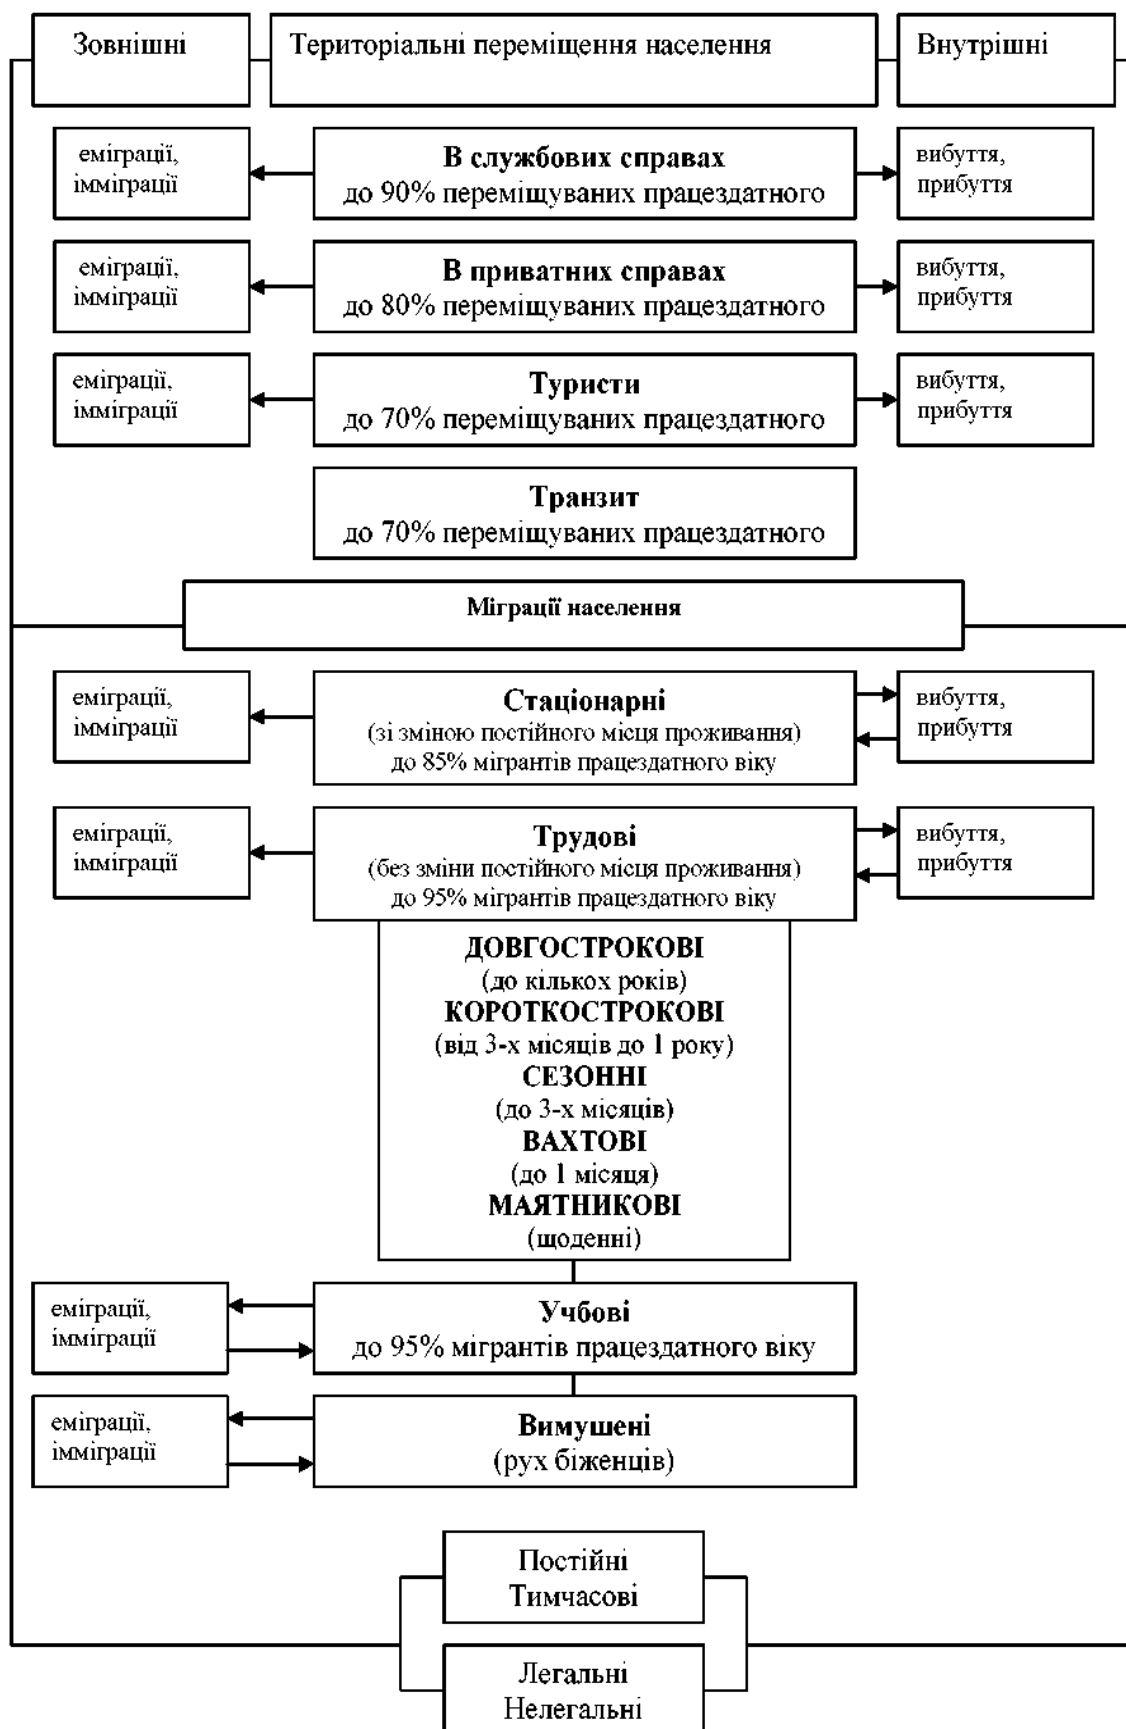 Зовнішні
Територіальні переміщення населення
Внутрішні
еміграції,
імміграції
В службових справах
до 90% переміщуваних працездатного
вибуття,
прибуття
еміграції,
імміграції
В приватних справах
до 80% переміщуваних працездатного
вибуття,
прибуття
еміграції,
імміграції
Туристи
до 70% переміщуваних працездатного
вибуття,
прибуття
Транзит
до 70% переміщуваних працездатного
Міграції населення
еміграції,
імміграції
Стаціонарні
(зі зміною постійного місця проживання)
до 85% мігрантів працездатного віку
вибуття,
прибуття
еміграції,
імміграції
Трудові
(без зміни постійного місця проживання)
до 95% мігрантів працездатного віку
вибуття,
прибуття
ДОВГОСТРОКОВІ
(до кількох років)
КОРОТКОСТРОКОВІ
(від 3-х місяців до 1 року)
СЕЗОННІ
(до 3-х місяців)
ВАХТОВІ
(до 1 місяця)
МАЯТНИКОВІ
(щоденні)
еміграції,
імміграції
Учбові
до 95% мігрантів працездатного віку
еміграції,
імміграції
Вимушені
(рух біженців)
Постійні
Тимчасові
Легальні
Нелегальні